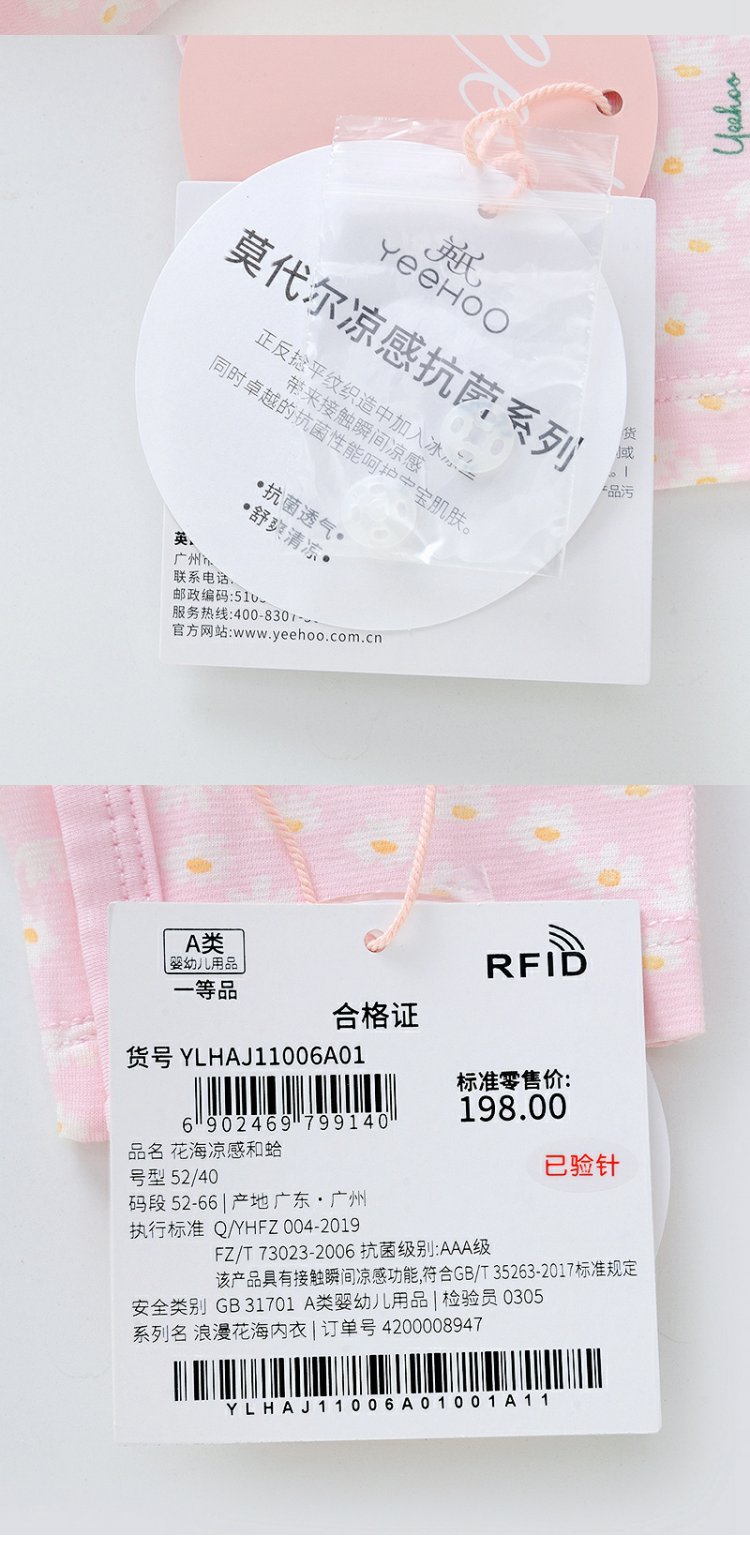 Yeehoo
英氏
YeeHoO
莫代尔凉感抗菌系列
正反捻平纹织造中加入冰凉
带来接触瞬间凉感
同时卓越的抗菌性能呵护宝宝肌肤。
•抗菌透气•
•舒爽清凉•
货
或
品污
英
广州市
联系电话:
邮政编码:510
服务热线:400-8307-
官方网站:www.yeehoo.com.cn
A类
婴幼儿用品
一等品
RFID
合格证
货号 YLHAJ11006A01
标准零售价:
198.00
6 902469 799140
品名 花海凉感和蛤
号型 52/40
已验针
码段 52-66 | 产地 广东·广州
执行标准 Q/YHFZ 004-2019
FZ/T 73023-2006 抗菌级别:AAA级
该产品具有接触瞬间凉感功能,符合GB/T 35263-2017标准规定
安全类别 GB 31701 A类婴幼儿用品 | 检验员 0305
系列名 浪漫花海内衣 | 订单号 4200008947
YLHAJ11006A01001A11